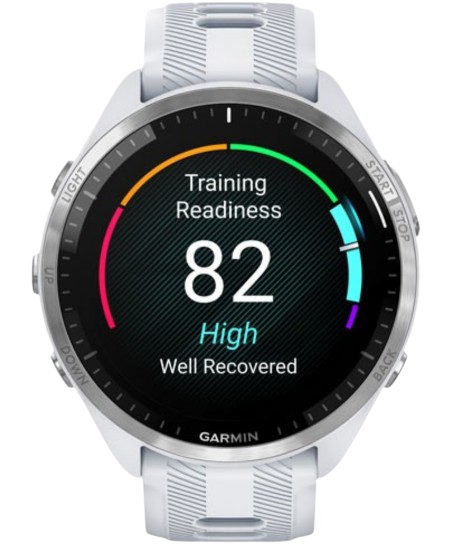 LIGHT
START
STOP
UP
DOWN
BACK
Training
Readiness
82
High
Well Recovered
GARMIN